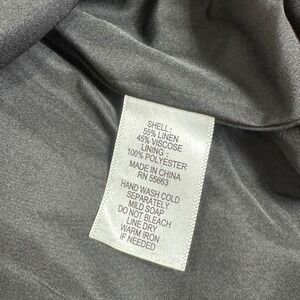 SHELL :
55% LINEN
45% VISCOSE
LINING :
100% POLYESTER
MADE IN CHINA
RN 55663
HAND WASH COLD
SEPARATELY
MILD SOAP
DO NOT BLEACH
LINE DRY
WARM IRON
IF NEEDED